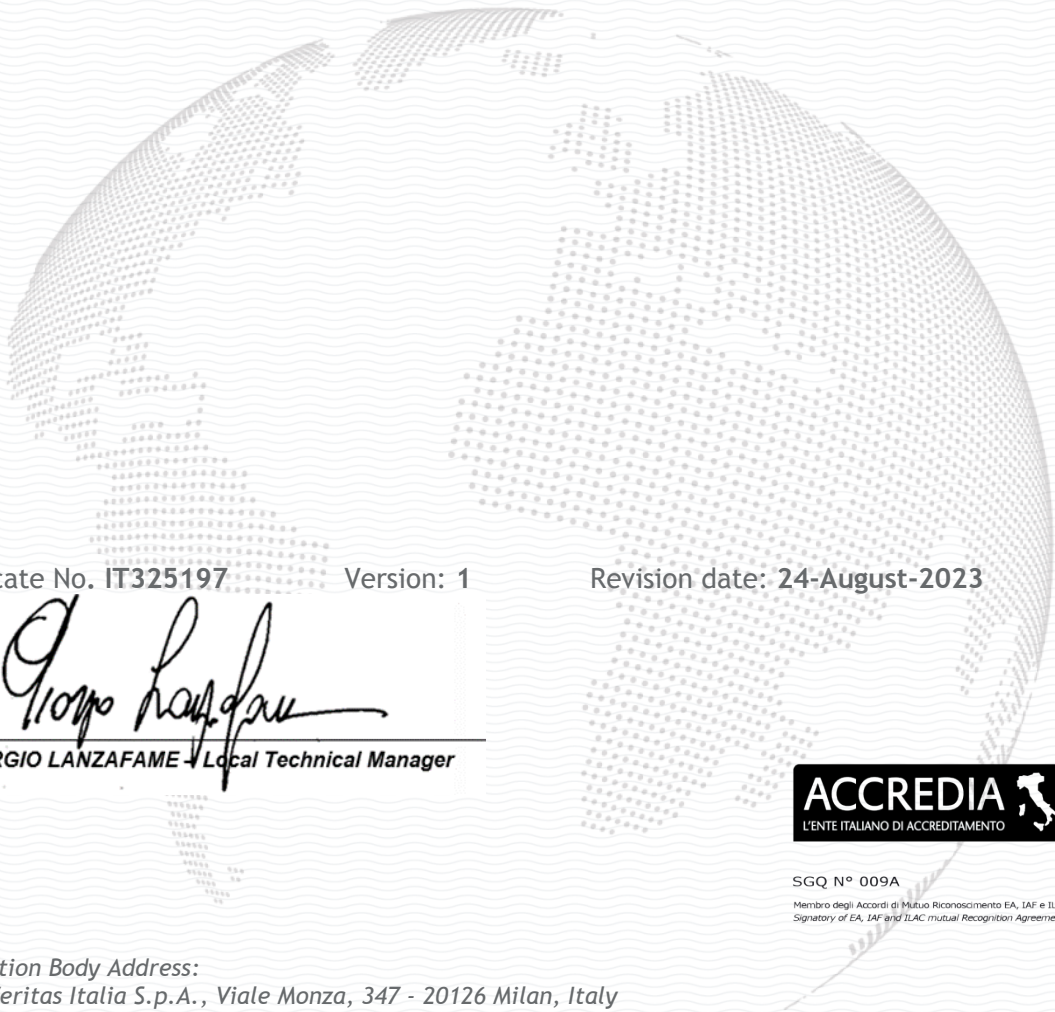 cate No. IT325197 Version: 1 Revision date: 24-August-2023
RGIO LANZAFAME - Local Technical Manager
ACCREDIA
L'ENTE ITALIANO DI ACCREDITAMENTO
SGQ N° 009A
Membro degli Accordi di Mutuo Riconoscimento EA, IAF e IL
Signatory of EA, IAF and ILAC mutual Recognition Agreeme
tion Body Address:
eritas Italia S.p.A., Viale Monza, 347 - 20126 Milan, Italy